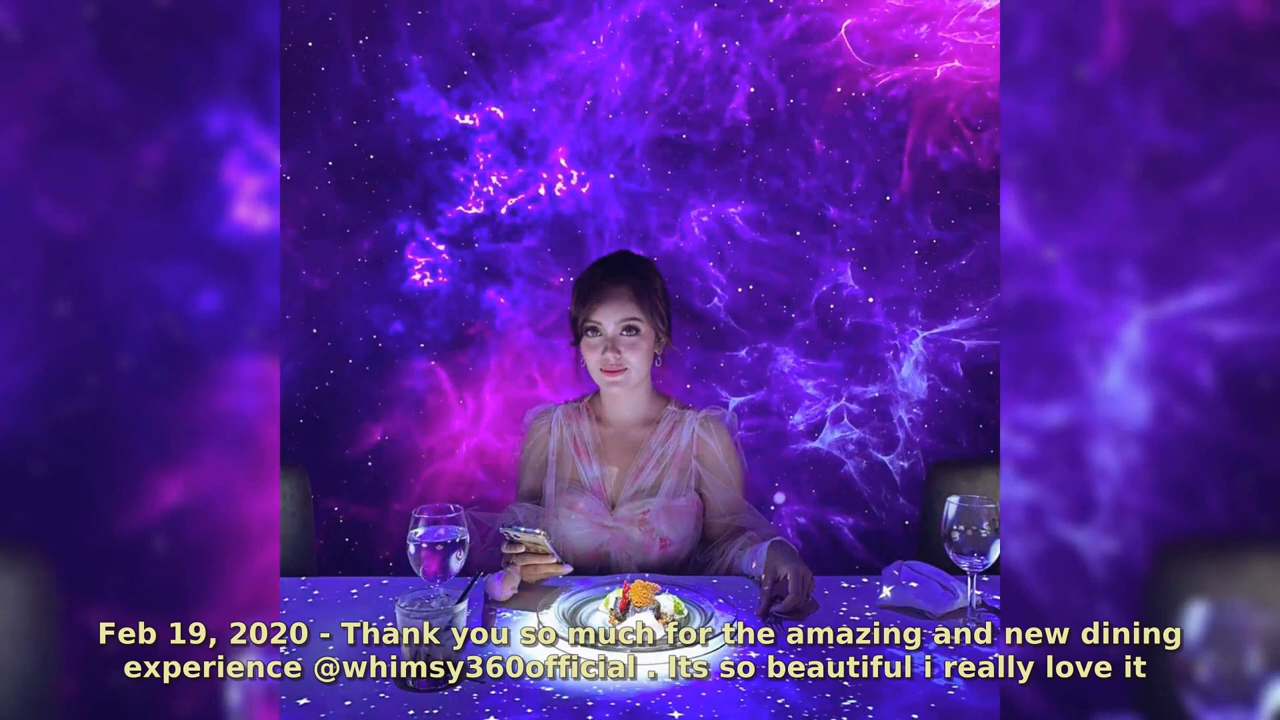 Feb 19, 2020 - Thank you so much for the amazing and new dining
experience @whimsy360official . Its so beautiful i really love it